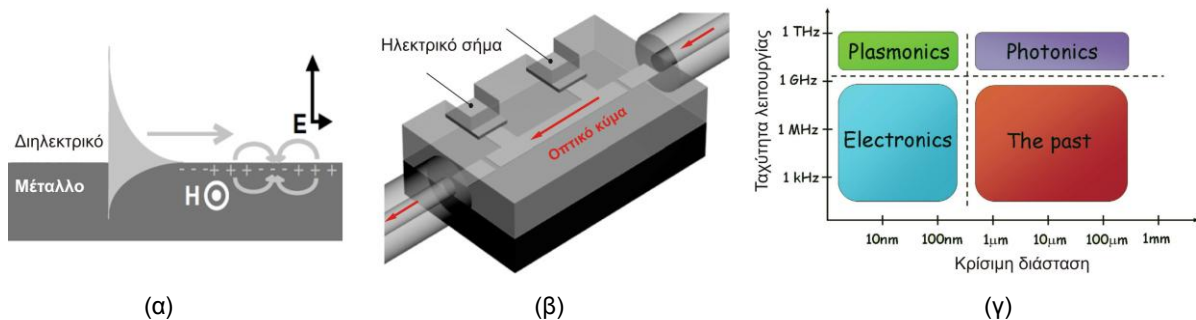 Διηλεκτρικό
Μέταλλο
E
H
- - - + + + - - - + + +
(α)
Ηλεκτρικό σήμα
Οπτικό κύμα
(β)
Ταχύτητα λειτουργίας
1 THz
1 GHz
1 MHz
1 kHz
Plasmonics
Photonics
Electronics
The past
10nm
100nm
1μm
10μm
100μm
1mm
Κρίσιμη διάσταση
(γ)